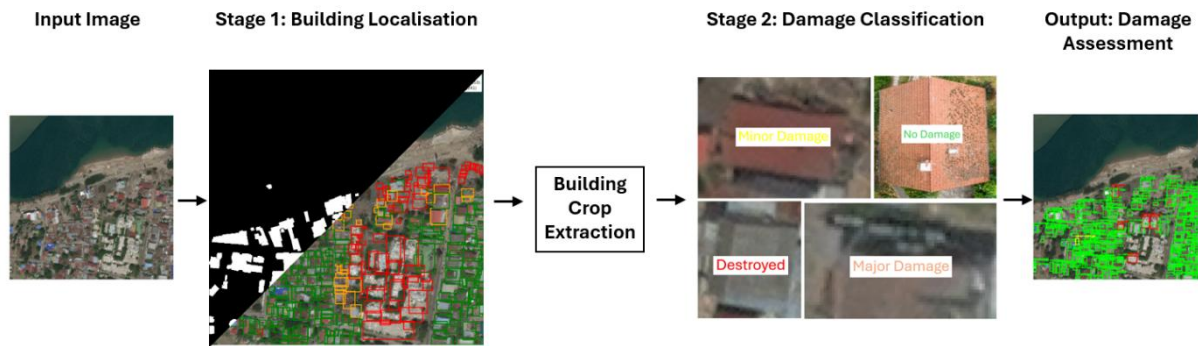 Input Image
Stage 1: Building Localisation
Stage 2: Damage Classification
Output: Damage
Assessment
Minor Damage
No Damage
Building
Crop
Extraction
Destroyed
Major Damage